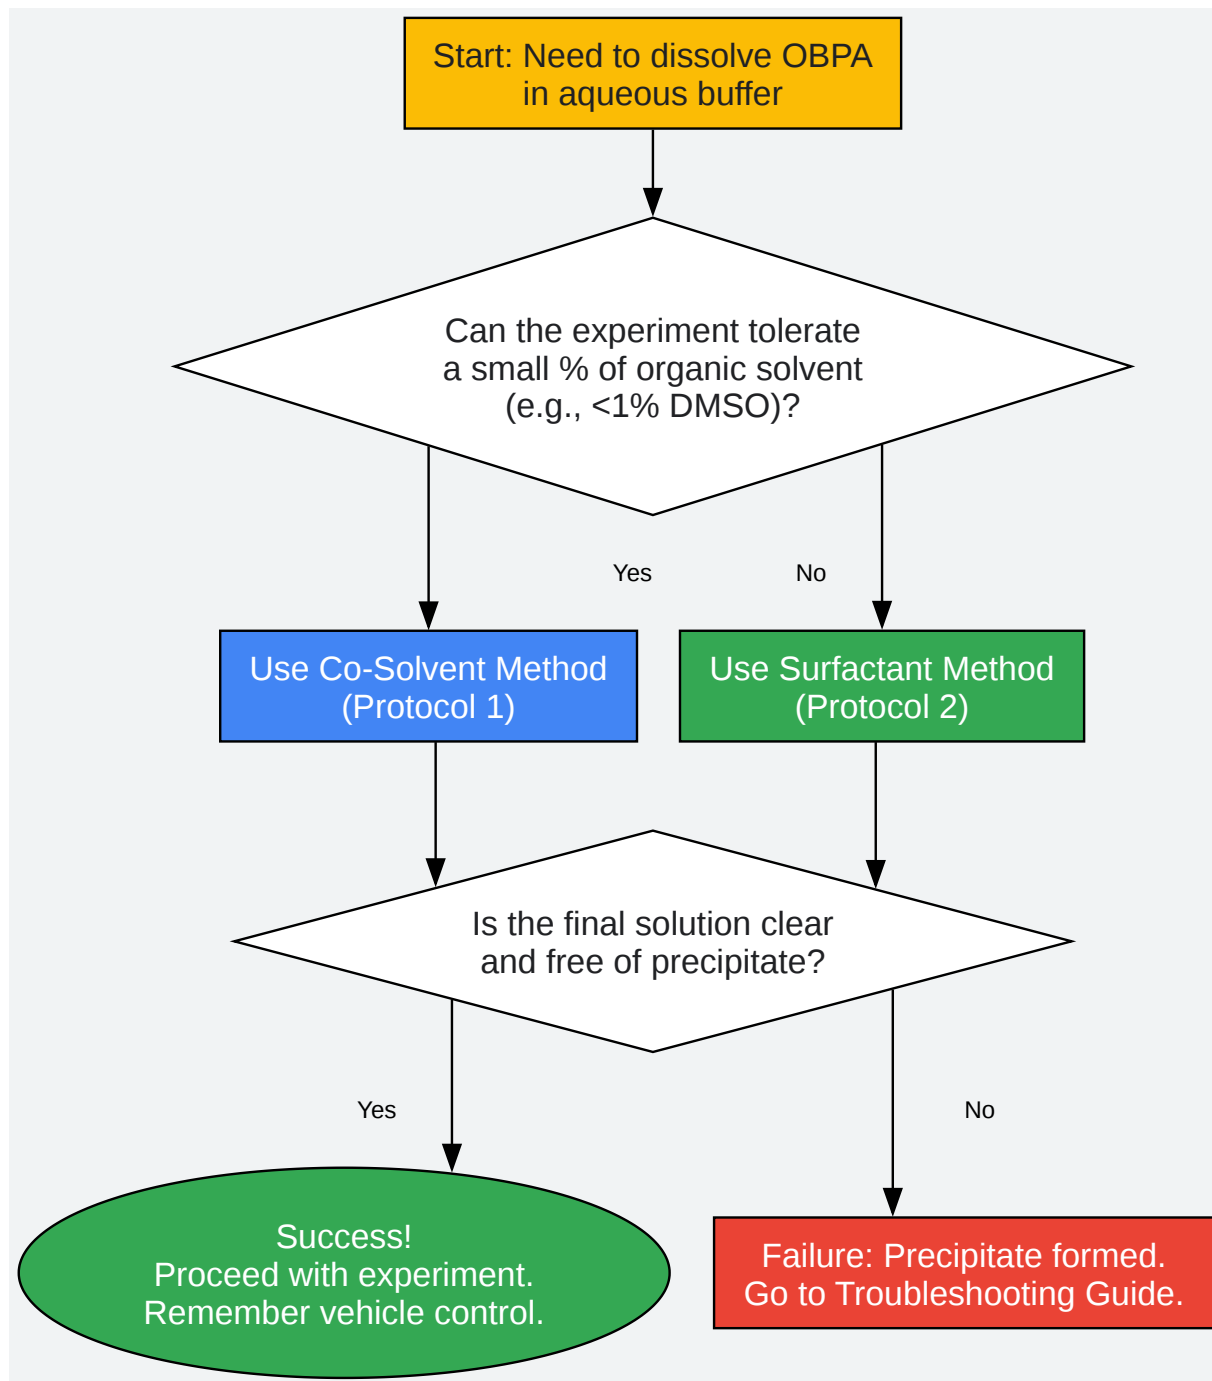 Start: Need to dissolve OBPA
in aqueous buffer
Can the experiment tolerate
a small % of organic solvent
(e.g., <1% DMSO)?
Yes
No
Use Co-Solvent Method
(Protocol 1)
Use Surfactant Method
(Protocol 2)
Is the final solution clear
and free of precipitate?
Yes
No
Success!
Proceed with experiment.
Remember vehicle control.
Failure: Precipitate formed.
Go to Troubleshooting Guide.